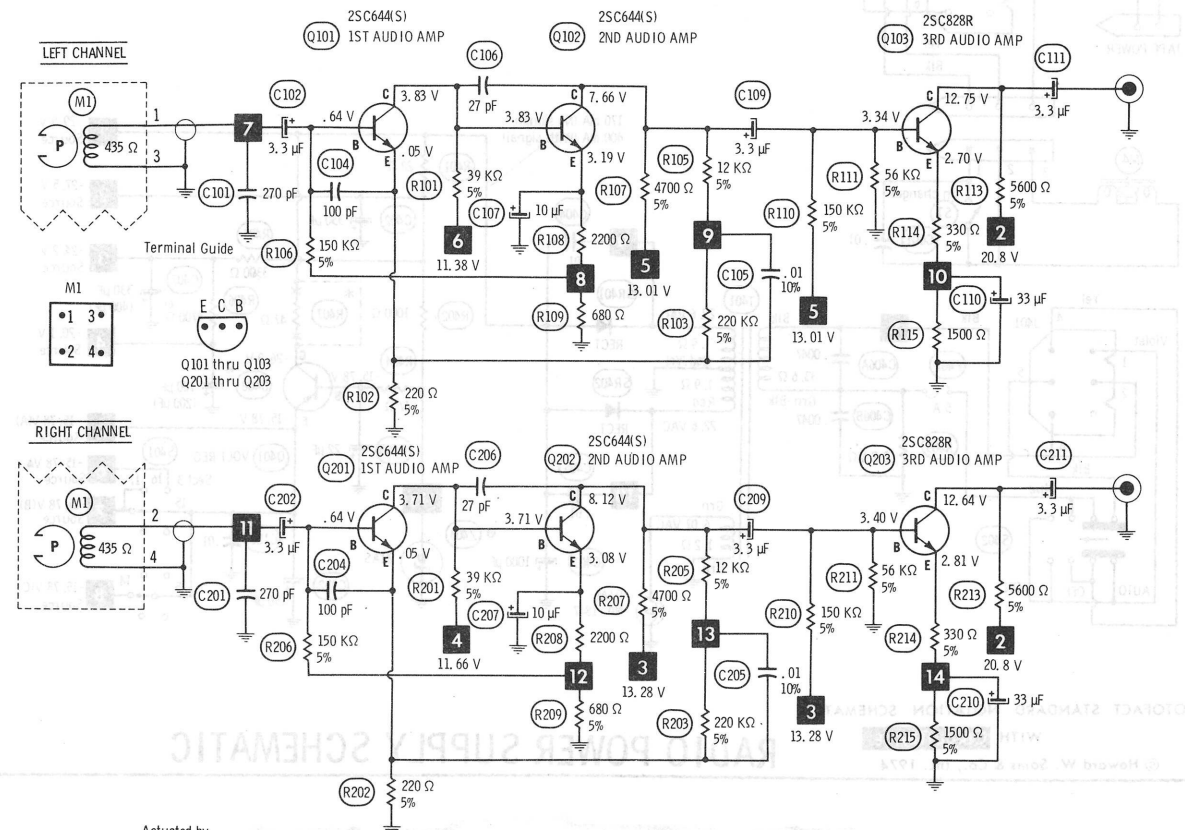 2SC644(S)
Q101 1ST AUDIO AMP
2SC644(S)
Q102 2ND AUDIO AMP
2SC828R
Q103 3RD AUDIO AMP
LEFT CHANNEL
M1
P
435 Ω
1
3
7
C101
270 pF
C102
3.3 µF
C104
100 pF
R106
150 KΩ
5%
.64 V
B
C
3.83 V
E
.05 V
C106
27 pF
R101
39 KΩ
5%
6
11.38 V
3.83 V
B
C
7.66 V
E
3.19 V
C107
10 µF
R108
2200 Ω
8
R109
680 Ω
R107
4700 Ω
5%
5
13.01 V
R105
12 KΩ
5%
9
C105
.01
10%
R103
220 KΩ
5%
C109
3.3 µF
R110
150 KΩ
5%
5
13.01 V
R111
56 KΩ
5%
3.34 V
B
C
12.75 V
E
2.70 V
R114
330 Ω
5%
10
C110
33 µF
R115
1500 Ω
R113
5600 Ω
5%
2
20.8 V
C111
3.3 µF
R102
220 Ω
5%
Terminal Guide
M1
•1 3•
•2 4•
E C B
Q101 thru Q103
Q201 thru Q203
RIGHT CHANNEL
2SC644(S)
Q201 1ST AUDIO AMP
2SC644(S)
Q202 2ND AUDIO AMP
2SC828R
Q203 3RD AUDIO AMP
M1
P
435 Ω
2
4
11
C201
270 pF
C202
3.3 µF
C204
100 pF
R206
150 KΩ
5%
.64 V
B
C
3.71 V
E
.05 V
C206
27 pF
R201
39 KΩ
5%
4
11.66 V
3.71 V
B
C
8.12 V
E
3.08 V
C207
10 µF
R208
2200 Ω
12
R209
680 Ω
5%
R207
4700 Ω
5%
3
13.28 V
R205
12 KΩ
5%
13
C205
.01
10%
R203
220 KΩ
5%
C209
3.3 µF
R210
150 KΩ
5%
3
13.28 V
R211
56 KΩ
5%
3.40 V
B
C
12.64 V
E
2.81 V
R214
330 Ω
5%
14
C210
33 µF
R215
1500 Ω
5%
R213
5600 Ω
5%
2
20.8 V
C211
3.3 µF
R202
220 Ω
5%
RADIO POWER SUPPLY SCHEMATIC
Actuated by